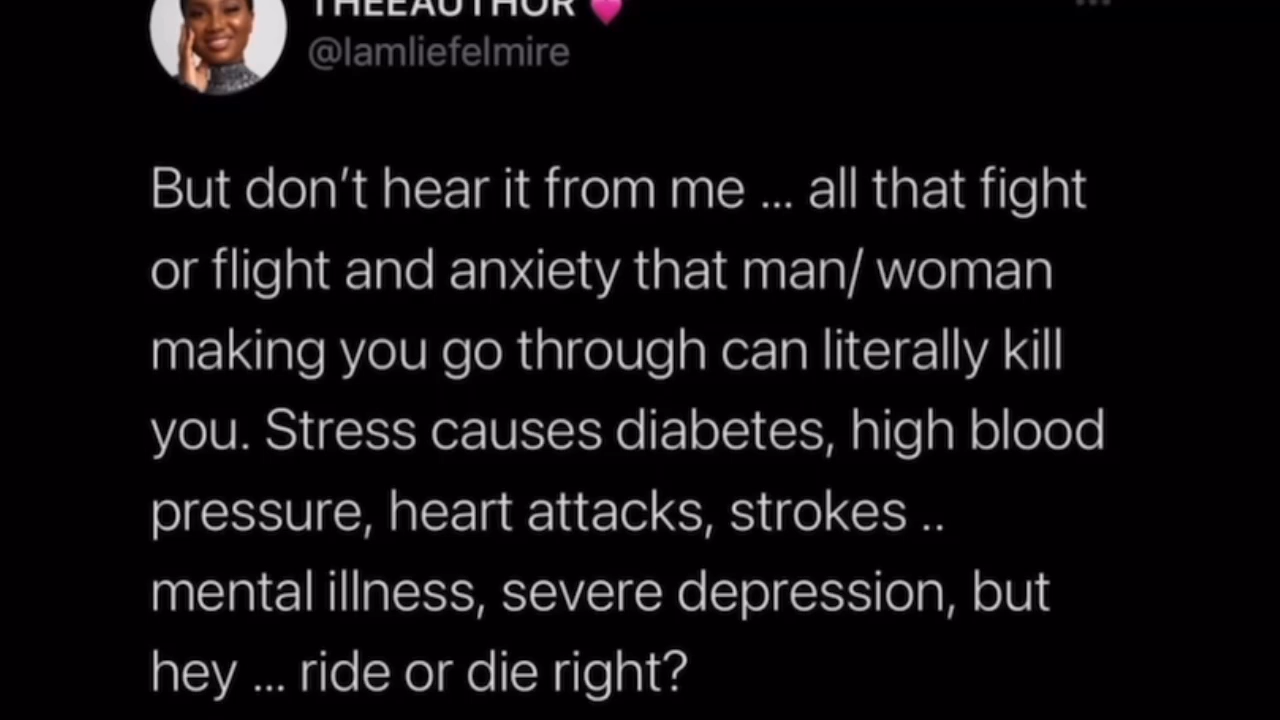 THEEAUTHOR 💗
@Iamliefelmire
But don’t hear it from me ... all that fight
or flight and anxiety that man/ woman
making you go through can literally kill
you. Stress causes diabetes, high blood
pressure, heart attacks, strokes ..
mental illness, severe depression, but
hey ... ride or die right?